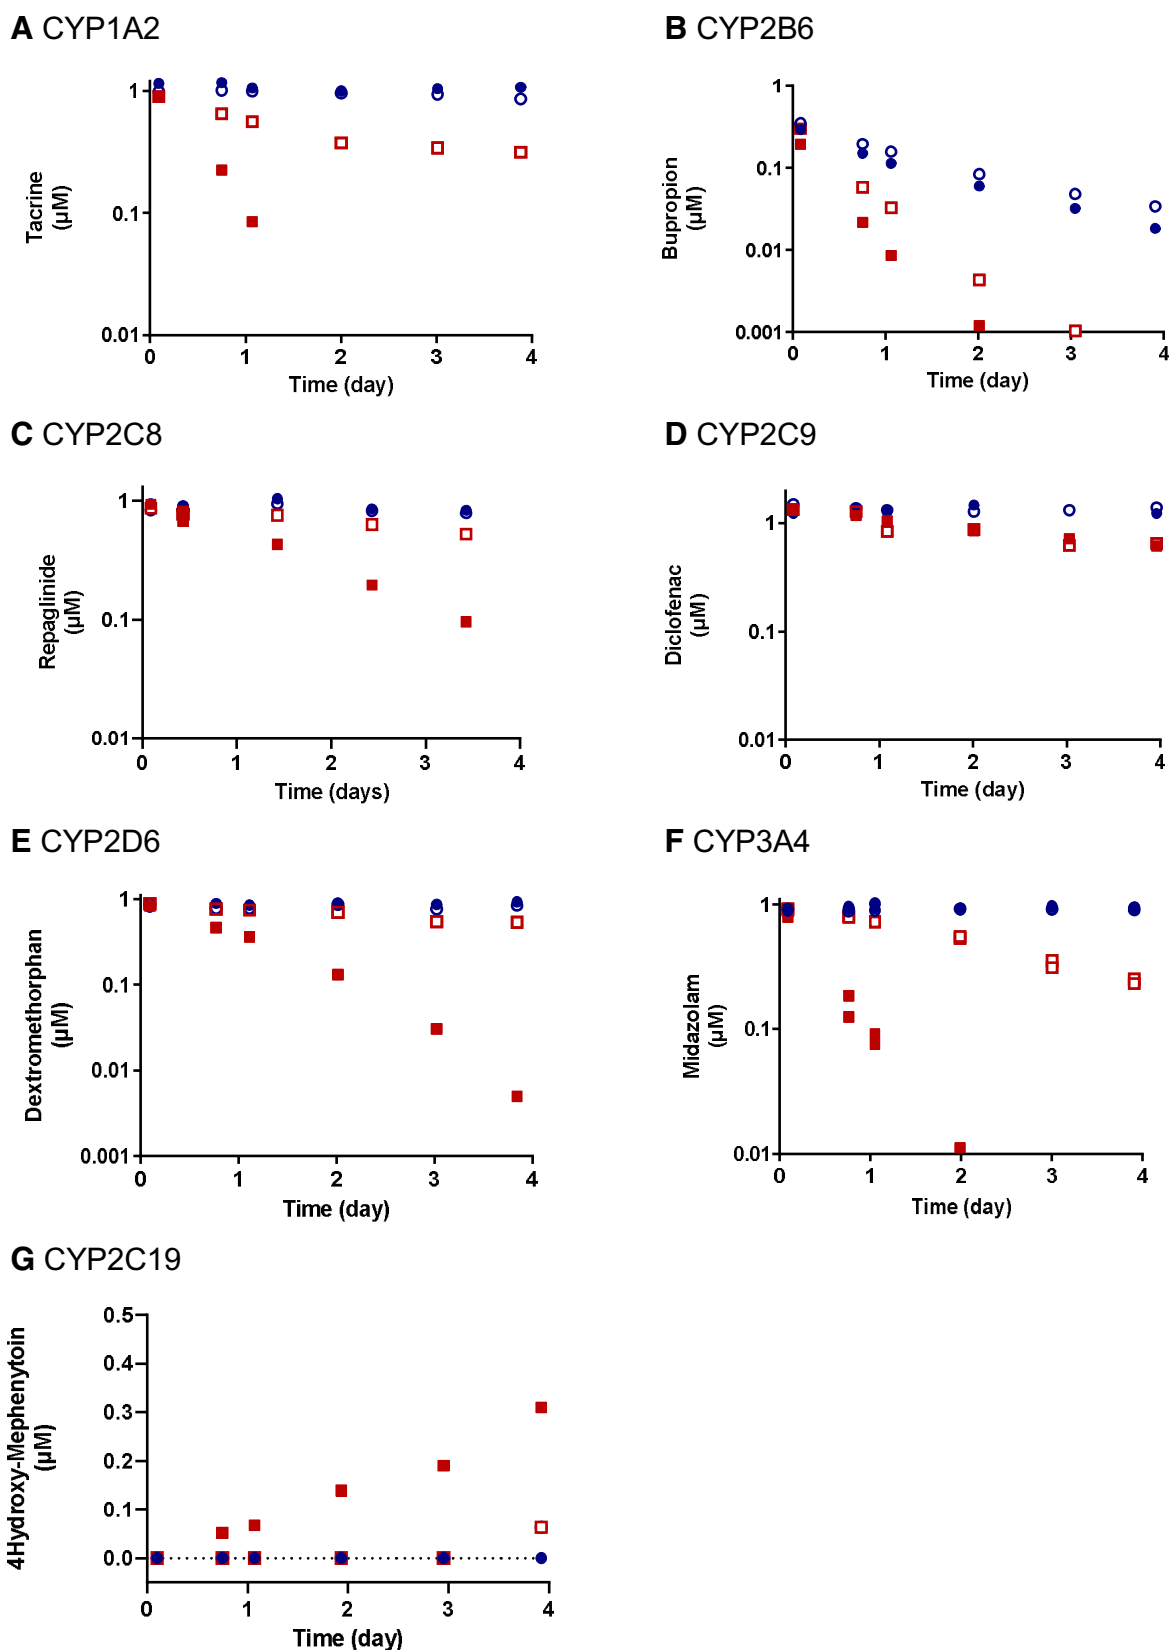 A CYP1A2
1
0.1
0.01
0 1 2 3 4
Tacrine
(µM)
Time (day)
B CYP2B6
1
0.1
0.01
0.001
0 1 2 3 4
Bupropion
(µM)
Time (day)
C CYP2C8
1
0.1
0.01
0 1 2 3 4
Repaglinide
(µM)
Time (days)
D CYP2C9
1
0.1
0.01
0 1 2 3 4
Diclofenac
(µM)
Time (day)
E CYP2D6
1
0.1
0.01
0.001
0 1 2 3 4
Dextromethorphan
(µM)
Time (day)
F CYP3A4
1
0.1
0.01
0 1 2 3 4
Midazolam
(µM)
Time (day)
G CYP2C19
0.5
0.4
0.3
0.2
0.1
0.0
0 1 2 3 4
4Hydroxy-Mephenytoin
(µM)
Time (day)